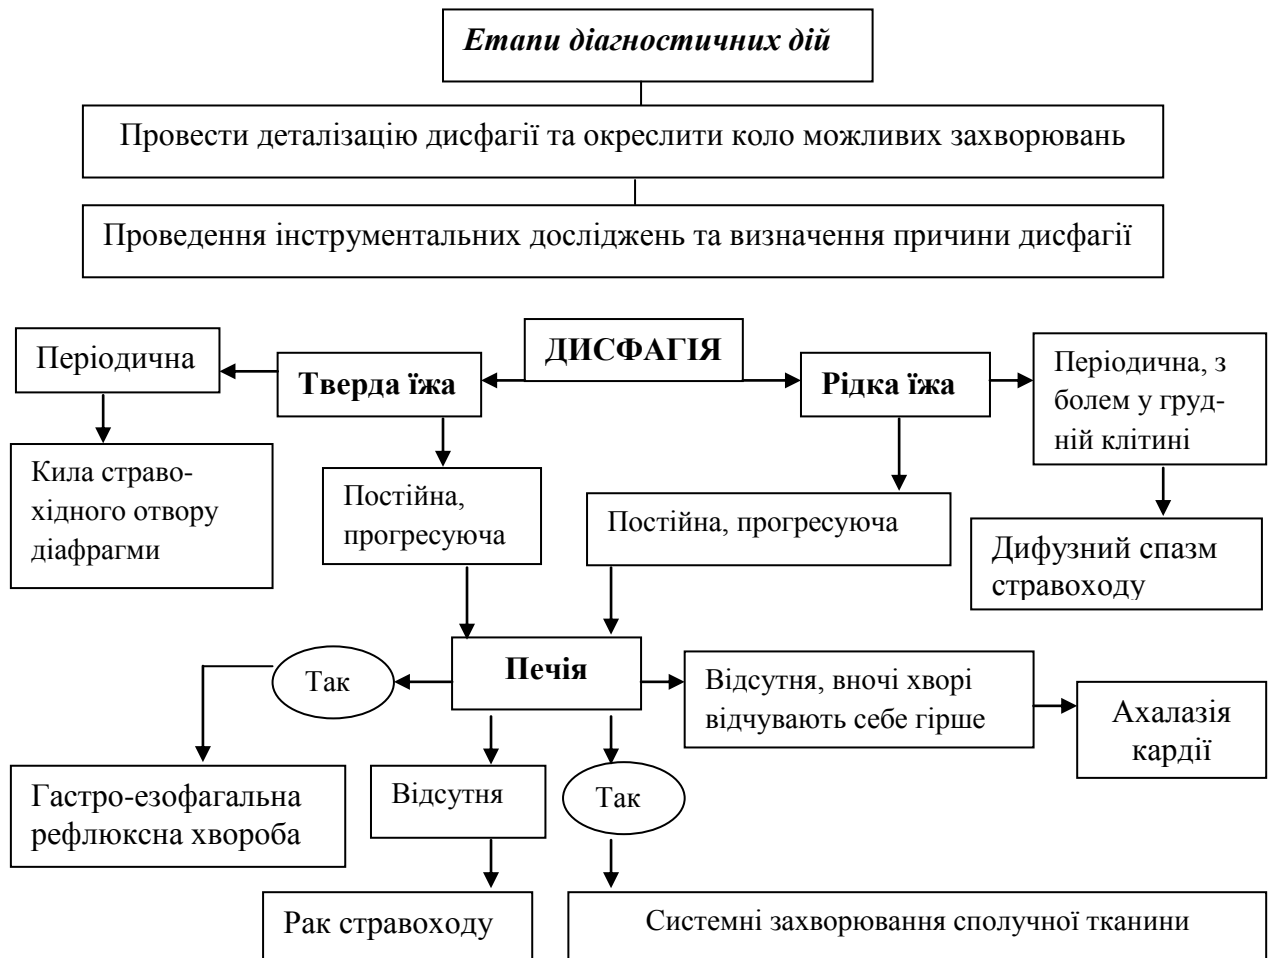 Етапи діагностичних дій
Провести деталізацію дисфагії та окреслити коло можливих захворювань
Проведення інструментальних досліджень та визначення причини дисфагії
ДИСФАГІЯ
Періодична
Тверда їжа
Рідка їжа
Періодична, з
болем у груд-
ній клітині
Кила страво-
хідного отвору
діафрагми
Постійна,
прогресуюча
Постійна, прогресуюча
Дифузний спазм
стравоходу
Печія
Так
Відсутня, вночі хворі
відчувають себе гірше
Ахалазія
кардії
Гастро-езофагальна
рефлюксна хвороба
Відсутня
Так
Рак стравоходу
Системні захворювання сполучної тканини